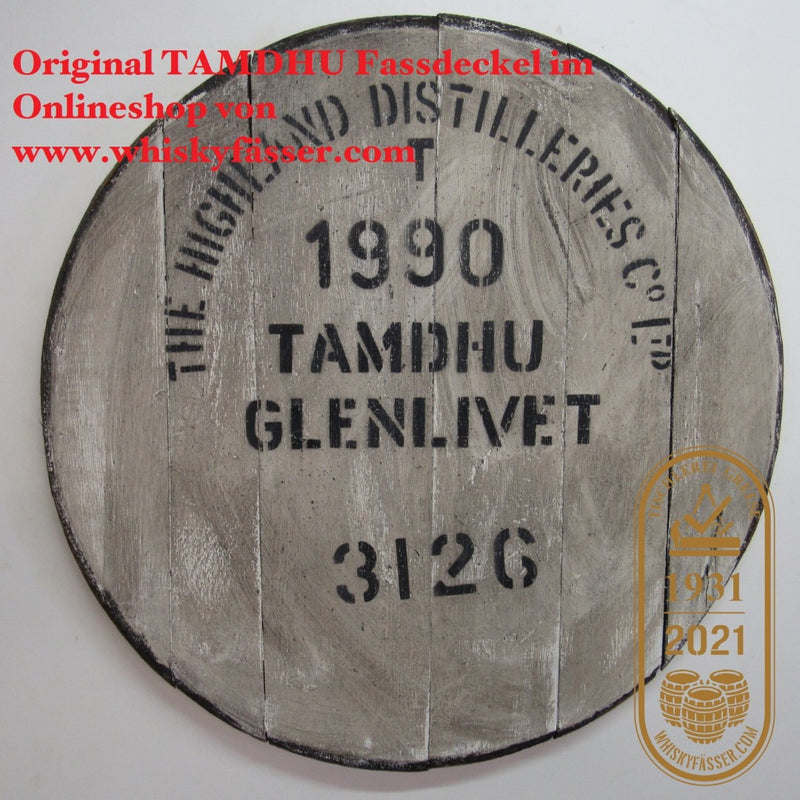 Original TAMDHU Fassdeckel im
Onlineshop von
www.whiskyfässer.com
THE HIGHLAND DISTILLERIES Cº LTD
T
1990
TAMDHU
GLENLIVET
3126
1931
2021
WHISKYFÄSSER.COM